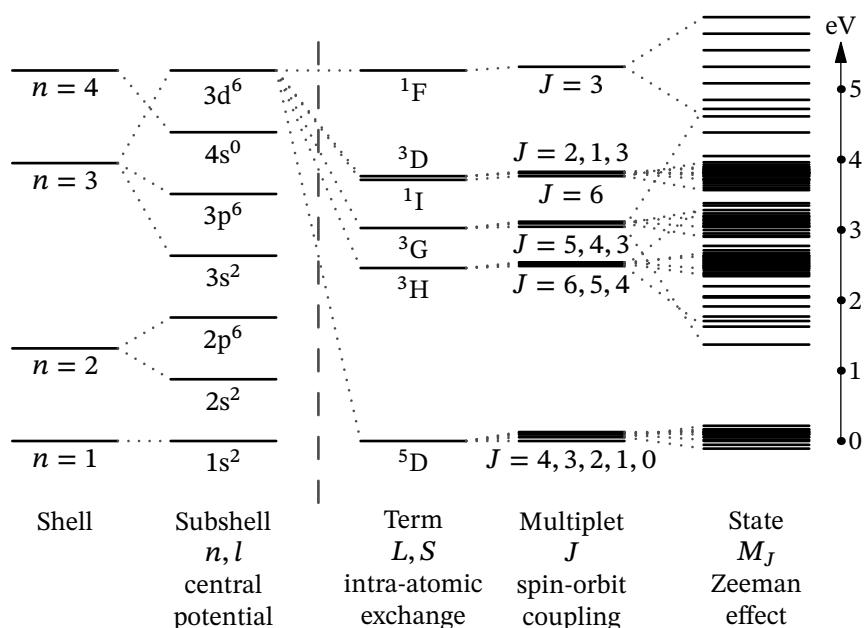 eV
n = 4
3d⁶
¹F
J = 3
5
4s⁰
³D
J = 2, 1, 3
4
n = 3
¹I
J = 6
3p⁶
³G
J = 5, 4, 3
3
3s²
³H
J = 6, 5, 4
2
2p⁶
n = 2
1
2s²
n = 1
1s²
⁵D
J = 4, 3, 2, 1, 0
0
Shell
Subshell
n, l
central
potential
Term
L, S
intra-atomic
exchange
Multiplet
J
spin-orbit
coupling
State
M_J
Zeeman
effect